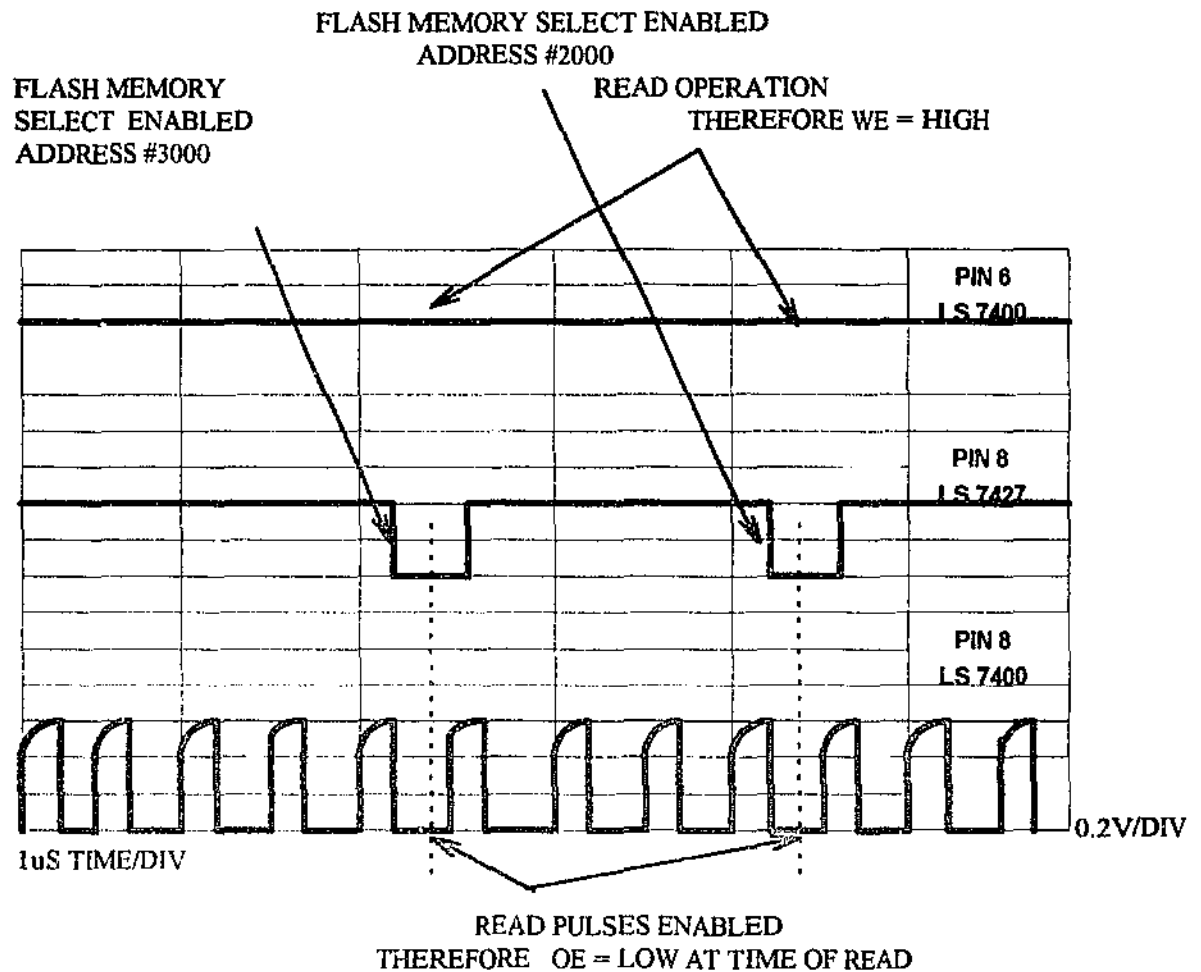 FLASH MEMORY SELECT ENABLED
ADDRESS #2000
FLASH MEMORY
SELECT ENABLED
ADDRESS #3000
READ OPERATION
THEREFORE WE = HIGH
PIN 6
LS 7400
PIN 8
LS 7427
PIN 8
LS 7400
0.2V/DIV
1uS TIME/DIV
READ PULSES ENABLED
THEREFORE OE = LOW AT TIME OF READ